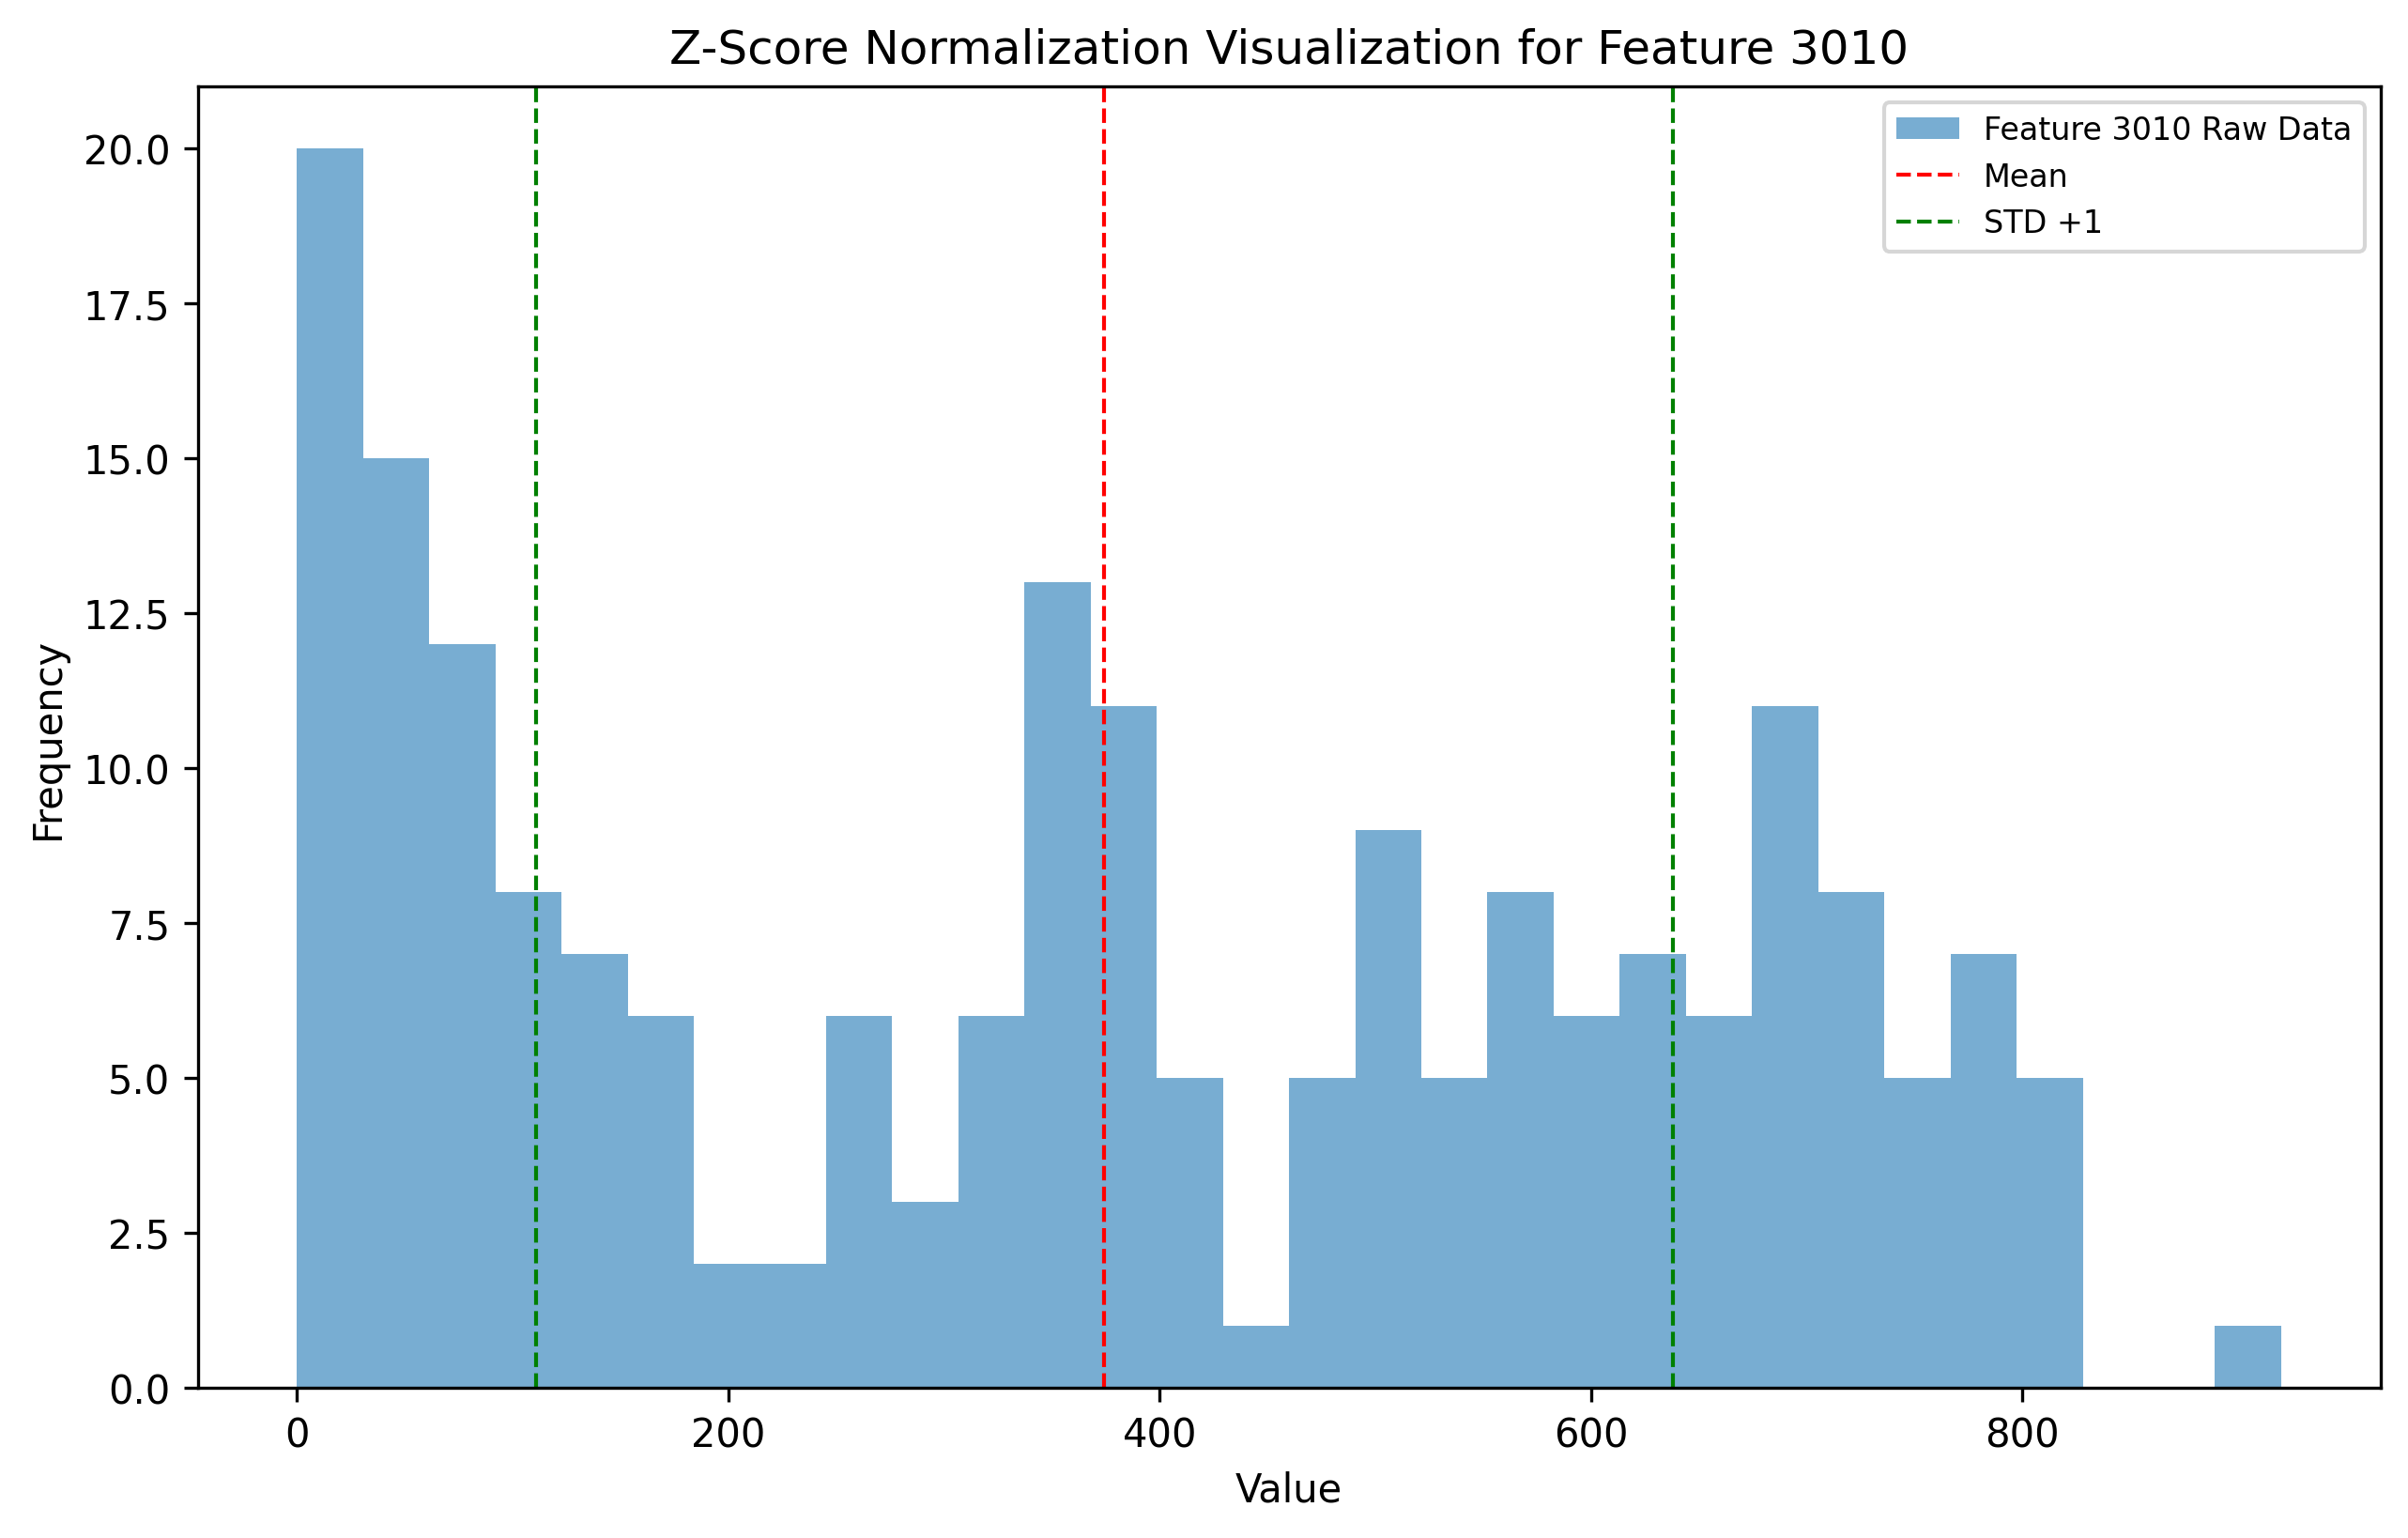 Z-Score Normalization Visualization for Feature 3010
Feature 3010 Raw Data
Mean
STD +1
20.0
17.5
15.0
12.5
10.0
7.5
5.0
2.5
0.0
Frequency
0 200 400 600 800
Value